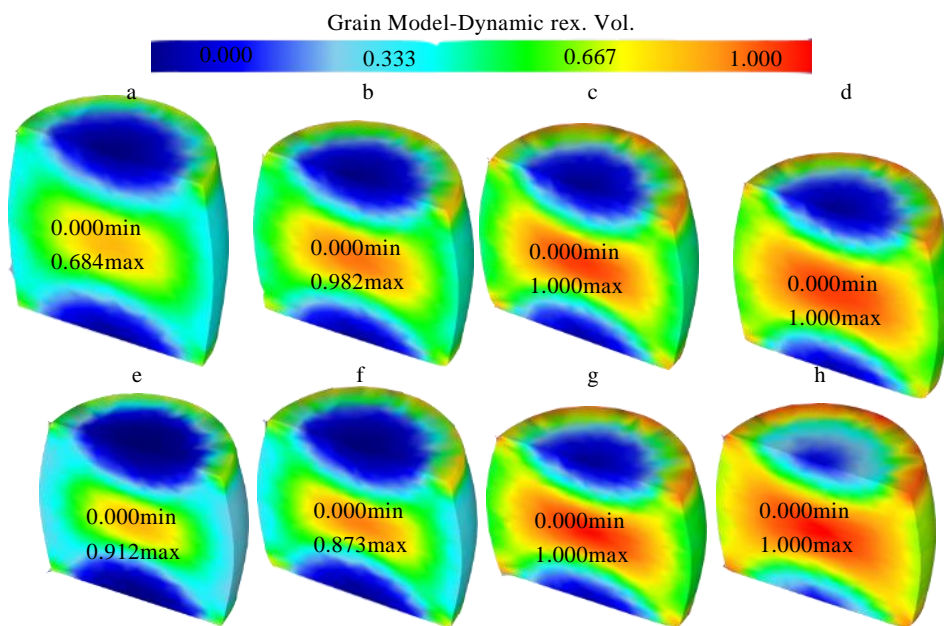 Grain Model-Dynamic rex. Vol.
0.000 0.333 0.667 1.000
a b c d
0.000min
0.684max
0.000min
0.982max
0.000min
1.000max
0.000min
1.000max
e f g h
0.000min
0.912max
0.000min
0.873max
0.000min
1.000max
0.000min
1.000max